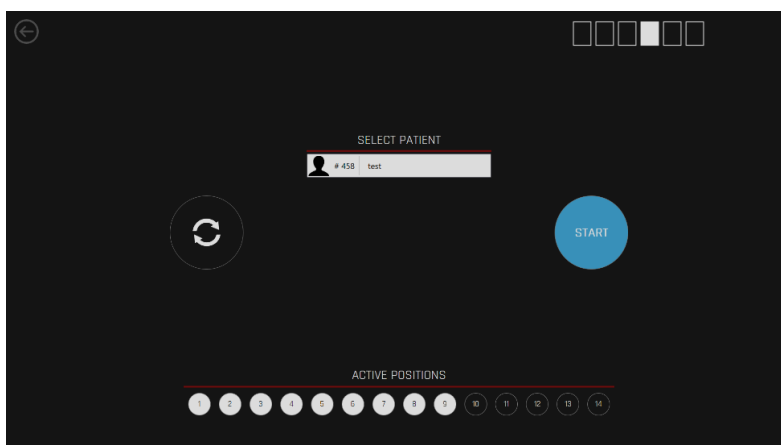 SELECT PATIENT
# 458 test
START
ACTIVE POSITIONS
1 2 3 4 5 6 7 8 9 10 11 12 13 14